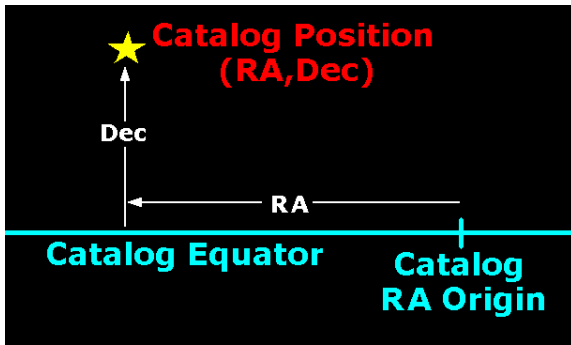 Catalog Position
(RA,Dec)
Dec
RA
Catalog Equator
Catalog
RA Origin